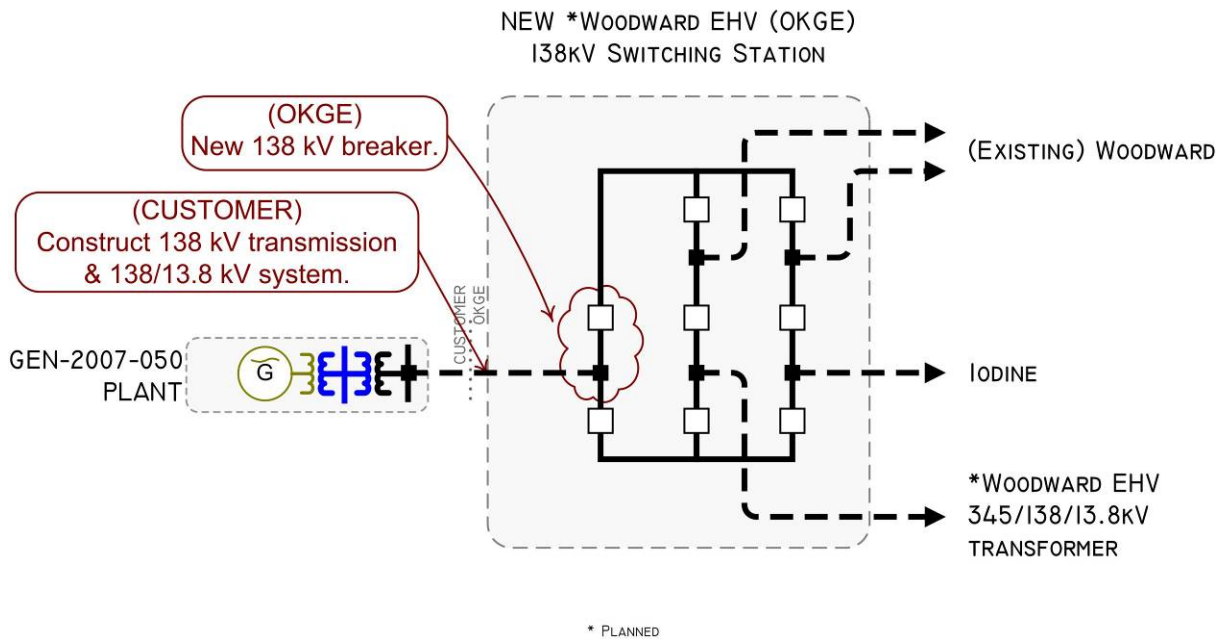 NEW *WOODWARD EHV (OKGE)
138KV SWITCHING STATION
(OKGE)
New 138 kV breaker.
(CUSTOMER)
Construct 138 kV transmission
& 138/13.8 kV system.
(EXISTING) WOODWARD
CUSTOMER
OKGE
GEN-2007-050
PLANT
G
IODINE
*WOODWARD EHV
345/138/13.8KV
TRANSFORMER
* PLANNED